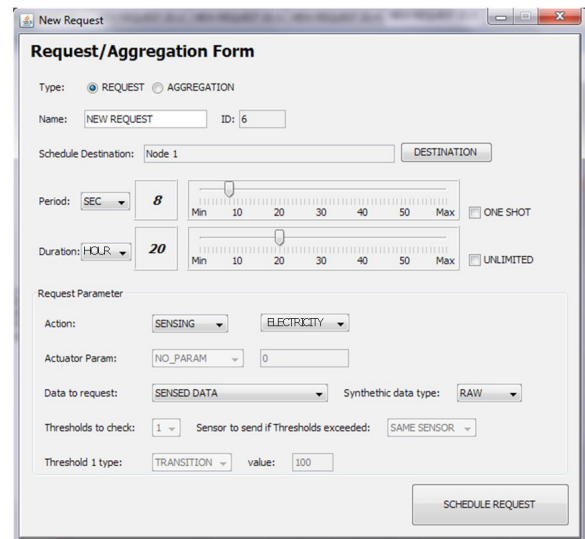 New Request
Request/Aggregation Form
Type: REQUEST AGGREGATION
Name: NEW REQUEST ID: 6
Schedule Destination: Node 1 DESTINATION
Period: SEC 8 Min 10 20 30 40 50 Max ONE SHOT
Duration: HOUR 20 Min 10 20 30 40 50 Max UNLIMITED
Request Parameter
Action: SENSING ELECTRICITY
Actuator Param: NO_PARAM 0
Data to request: SENSED DATA Synthethic data type: RAW
Thresholds to check: 1 Sensor to send if Thresholds exceeded: SAME SENSOR
Threshold 1 type: TRANSITION value: 100
SCHEDULE REQUEST